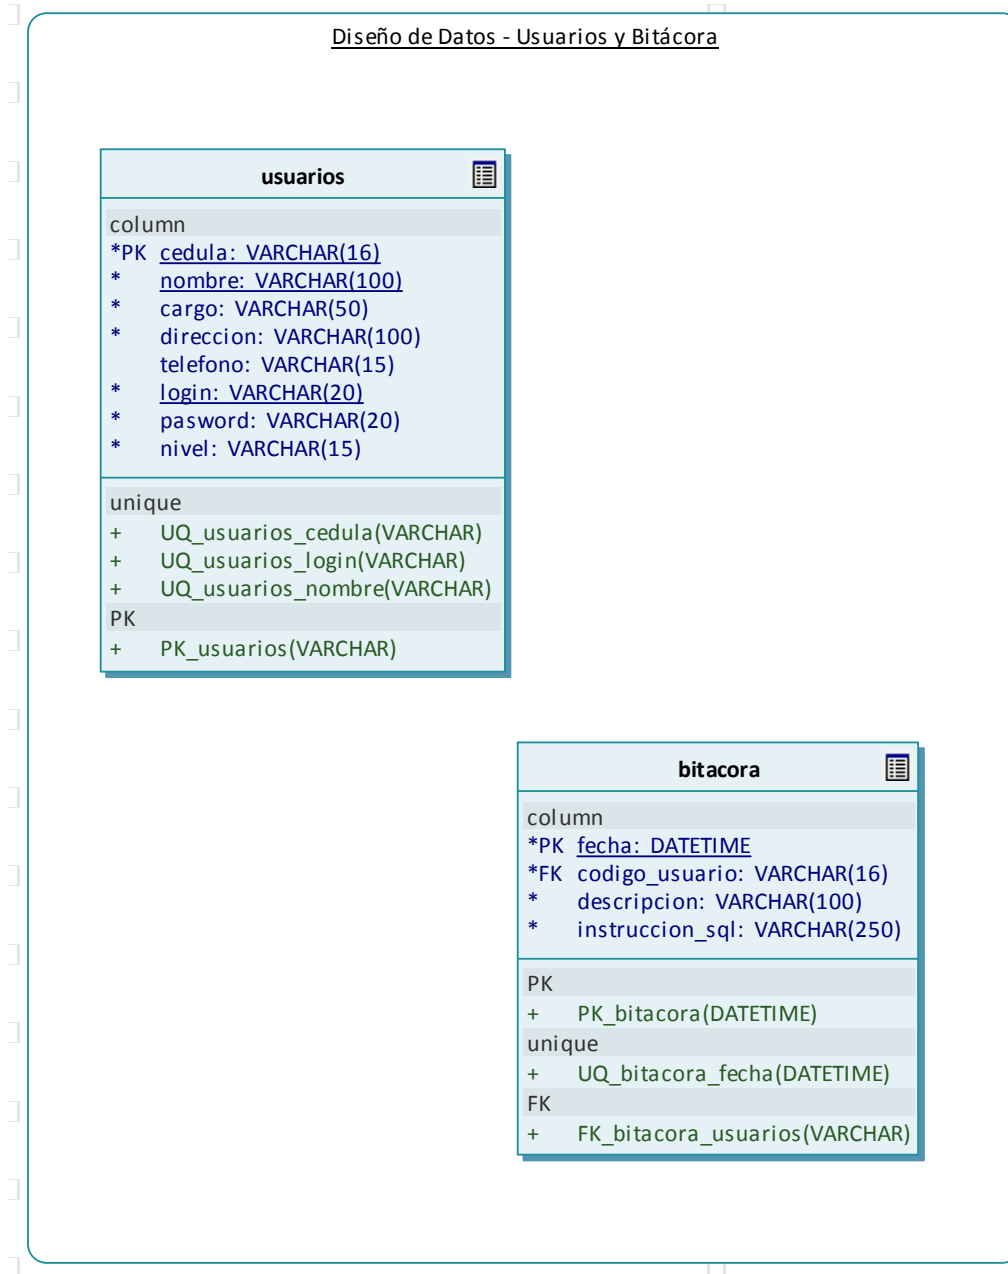 Diseño de Datos - Usuarios y Bitácora
usuarios
column
*PK cedula: VARCHAR(16)
* nombre: VARCHAR(100)
* cargo: VARCHAR(50)
* direccion: VARCHAR(100)
telefono: VARCHAR(15)
* login: VARCHAR(20)
* pasword: VARCHAR(20)
* nivel: VARCHAR(15)
unique
+ UQ_usuarios_cedula(VARCHAR)
+ UQ_usuarios_login(VARCHAR)
+ UQ_usuarios_nombre(VARCHAR)
PK
+ PK_usuarios(VARCHAR)
bitacora
column
*PK fecha: DATETIME
*FK codigo_usuario: VARCHAR(16)
* descripcion: VARCHAR(100)
* instruccion_sql: VARCHAR(250)
PK
+ PK_bitacora(DATETIME)
unique
+ UQ_bitacora_fecha(DATETIME)
FK
+ FK_bitacora_usuarios(VARCHAR)